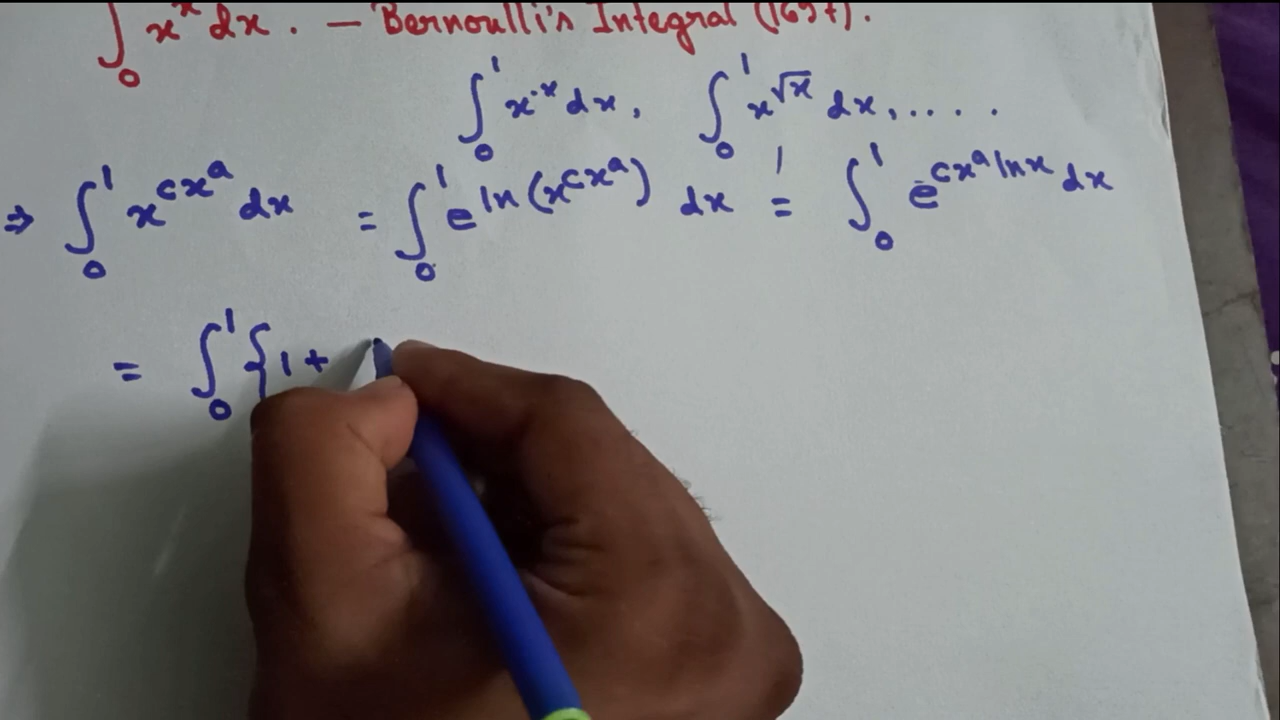 ∫₀ xˣ dx. – Bernoulli's Integral (1697).
∫₀¹ x⁻ˣ dx, ∫₀¹ x^√x dx, . . . .
⇒ ∫₀¹ x^(cx^a) dx = ∫₀¹ e^(ln (x^(cx^a))) dx = ∫₀¹ e^(cx^a ln x) dx
= ∫₀¹ { 1 +